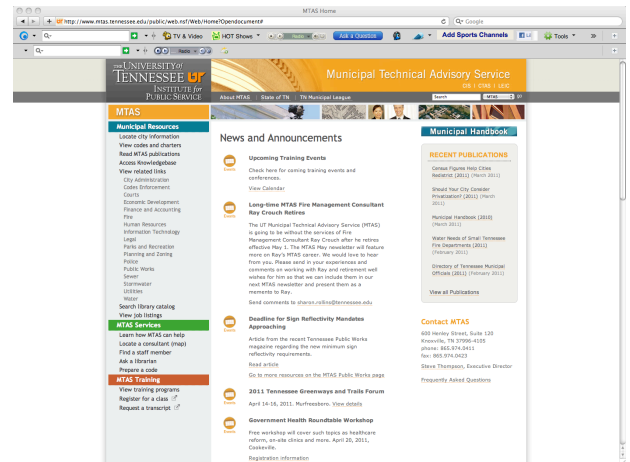 MTAS Home
http://www.mtas.tennessee.edu/public/web.nsf/Web/Home?Opendocument#
Google
TV & Video
HOT Shows
Radio
Ask a Question
Add Sports Channels
Tools
Radio
THE UNIVERSITY of
TENNESSEE UT
INSTITUTE for
PUBLIC SERVICE
Municipal Technical Advisory Service
CIS | CTAS | LEIC
About MTAS | State of TN | TN Municipal League
Search
MTAS
MTAS
Municipal Resources
Locate city information
View codes and charters
Read MTAS publications
Access Knowledgebase
View related links
City Administration
Codes Enforcement
Courts
Economic Development
Finance and Accounting
Fire
Human Resources
Information Technology
Legal
Parks and Recreation
Planning and Zoning
Police
Public Works
Sewer
Stormwater
Utilities
Water
Search library catalog
View job listings
MTAS Services
Learn how MTAS can help
Locate a consultant (map)
Find a staff member
Ask a librarian
Prepare a code
MTAS Training
View training programs
Register for a class
Request a transcript
News and Announcements
Events
Upcoming Training Events
Check here for coming training events and
conferences.
View Calendar
Events
Long-time MTAS Fire Management Consultant
Ray Crouch Retires
The UT Municipal Technical Advisory Service (MTAS)
is going to be without the services of Fire
Management Consultant Ray Crouch after he retires
effective May 1. The MTAS May newsletter will feature
more on Ray's MTAS career. We would love to hear
from you. Please send in your experiences and
comments on working with Ray and retirement well
wishes for him so that we can include them in our
next MTAS newsletter and present them as a
memento to Ray.
Send comments to sharon.rollins@tennessee.edu
Events
Deadline for Sign Reflectivity Mandates
Approaching
Article from the recent Tennessee Public Works
magazine regarding the new minimum sign
reflectivity requirements.
Read article
Go to more resources on the MTAS Public Works page
Events
2011 Tennessee Greenways and Trails Forum
April 14-16, 2011. Murfreesboro. View details
Events
Government Health Roundtable Workshop
Free workshop will cover such topics as healthcare
reform, on-site clinics and more. April 20, 2011,
Cookeville.
Registration information
Municipal Handbook
RECENT PUBLICATIONS
Census Figures Help Cities
Redistrict (2011) (March 2011)
Should Your City Consider
Privatization? (2011) (March
2011)
Municipal Handbook (2010)
(March 2011)
Water Needs of Small Tennessee
Fire Departments (2011)
(February 2011)
Directory of Tennessee Municipal
Officials (2011) (February 2011)
View all Publications
Contact MTAS
600 Henley Street, Suite 120
Knoxville, TN 37996-4105
phone: 865.974.0411
fax: 865.974.0423
Steve Thompson, Executive Director
Frequently Asked Questions